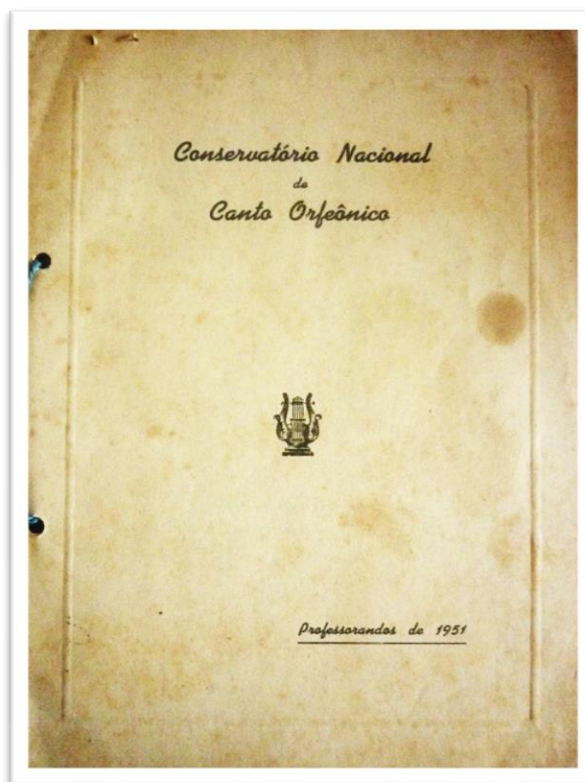 Conservatório Nacional
de
Canto Orfeônico
Professorandos de 1951